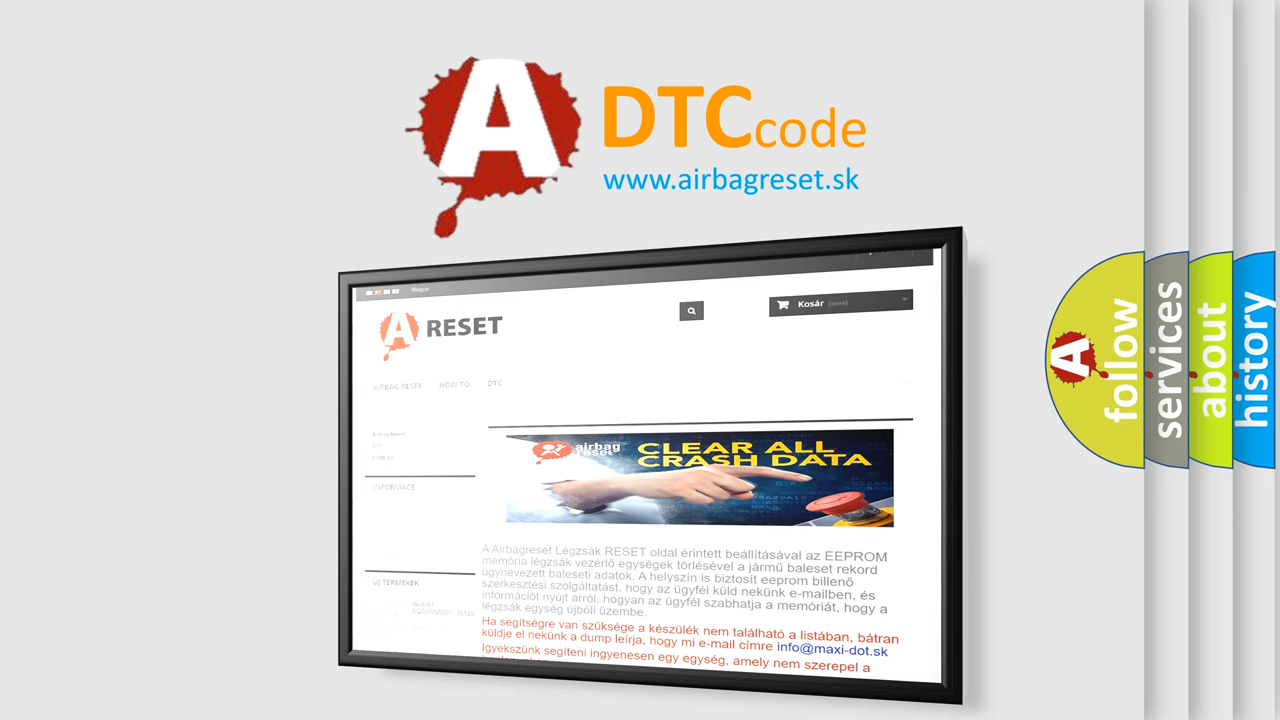 A
DTCcode
www.airbagreset.sk
Magyar
A RESET
Kosár
AIRBAG RESET HOW TO DTC
INFORMACE
ÚJ TERMÉKEK
airbag
reset
CLEAR ALL
CRASH DATA
A Airbagreset Légzsák RESET oldal érintett beállításával az EEPROM
memória légzsák vezérlő egységek törlésével a jármű baleset rekord
úgynevezett baleseti adatok. A helyszín is biztosít eeprom billenő
szerkesztési szolgáltatást, hogy az ügyfél küld nekünk e-mailben, és
információt nyújt arról, hogyan az ügyfél szabhatja a memóriát, hogy a
légzsák egység újbóli üzembe.
Ha segítségre van szüksége a készülék nem található a listában, bátran
küldje el nekünk a dump leírja, hogy mi e-mail címre info@maxi-dot.sk
Igyekszünk segíteni ingyenesen egy egység, amely nem szerepel a
A
follow
services
about
history